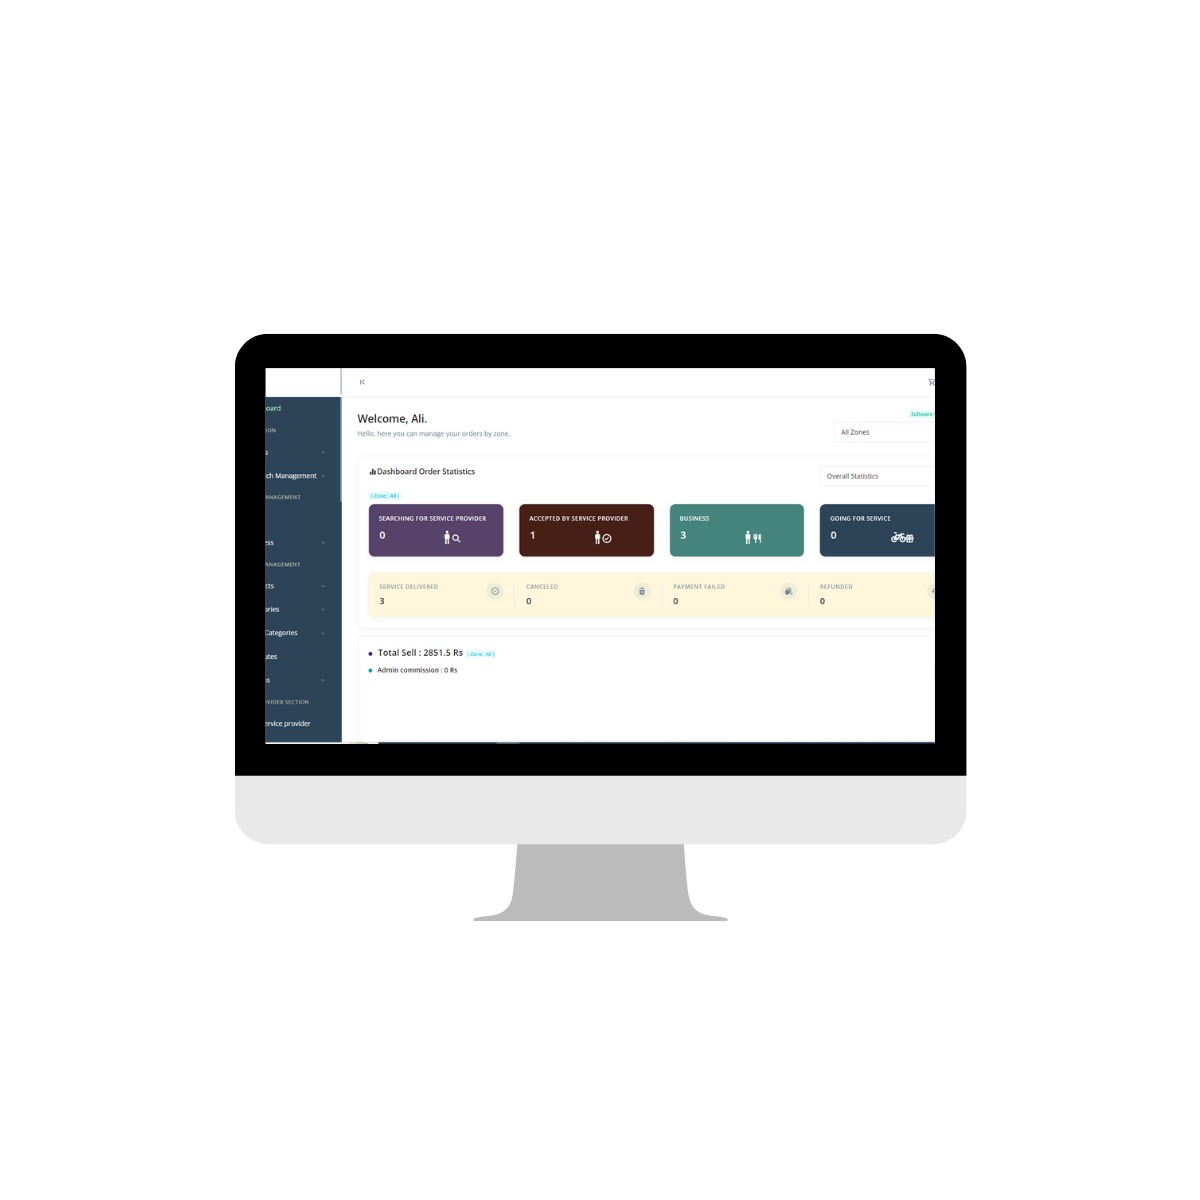 oard
ION
s
ch Management
ANAGEMENT
ess
ANAGEMENT
cts
ories
Categories
utes
s
VIDER SECTION
ervice provider
Welcome, Ali.
Hello, here you can manage your orders by zone.
Software
All Zones
Dashboard Order Statistics
Overall Statistics
( Zone : All )
SEARCHING FOR SERVICE PROVIDER
0
ACCEPTED BY SERVICE PROVIDER
1
BUSINESS
3
GOING FOR SERVICE
0
SERVICE DELIVERED
3
CANCELED
0
PAYMENT FAILED
0
REFUNDED
0
Total Sell : 2851.5 Rs ( Zone : All )
Admin commission : 0 Rs